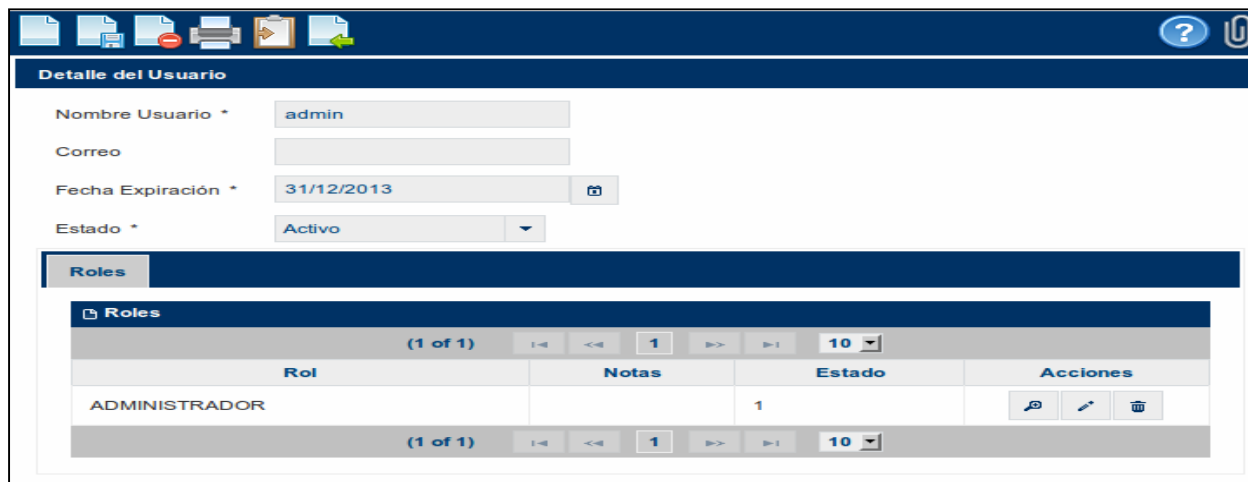 ?
Detalle del Usuario
Nombre Usuario * admin
Correo
Fecha Expiración * 31/12/2013
Estado * Activo
Roles
Roles
(1 of 1) 1 10
Rol Notas Estado Acciones
ADMINISTRADOR 1
(1 of 1) 1 10